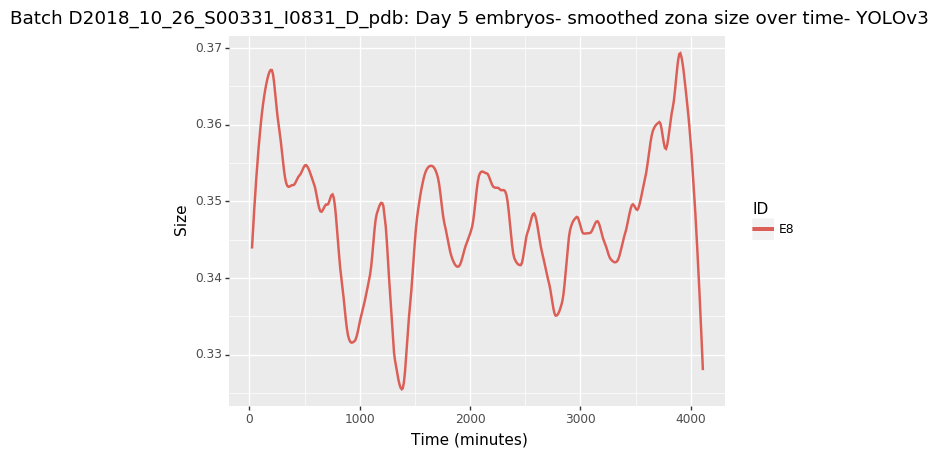 Batch D2018_10_26_S00331_I0831_D_pdb: Day 5 embryos- smoothed zona size over time- YOLOv3
0.37
0.36
0.35
0.34
0.33
Size
0 1000 2000 3000 4000
Time (minutes)
ID
E8